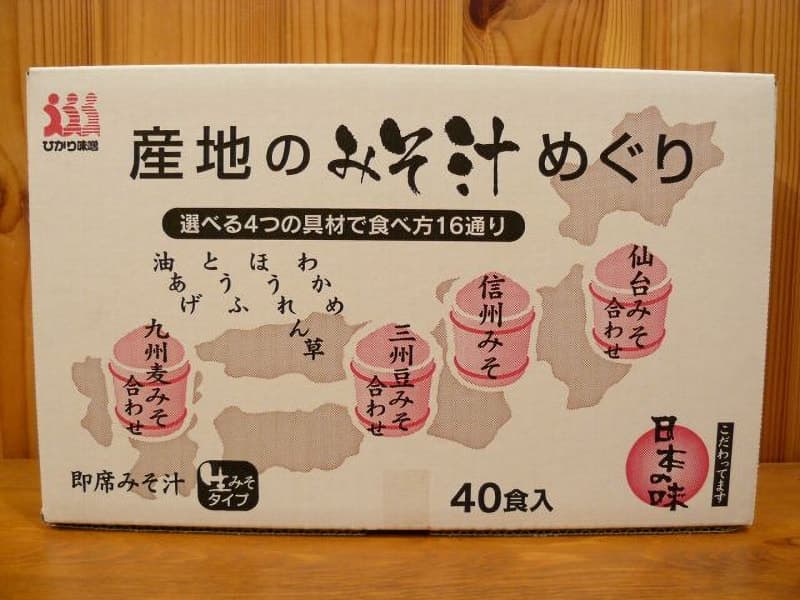 ひかり味噌
産地のみそ汁めぐり
選べる4つの具材で食べ方16通り
わかめ
ほうれん草
とうふ
油あげ
仙台みそ
合わせ
信州みそ
三州豆みそ
合わせ
九州麦みそ
合わせ
即席みそ汁
生みそ
タイプ
40食入
日本の味
こだわってます